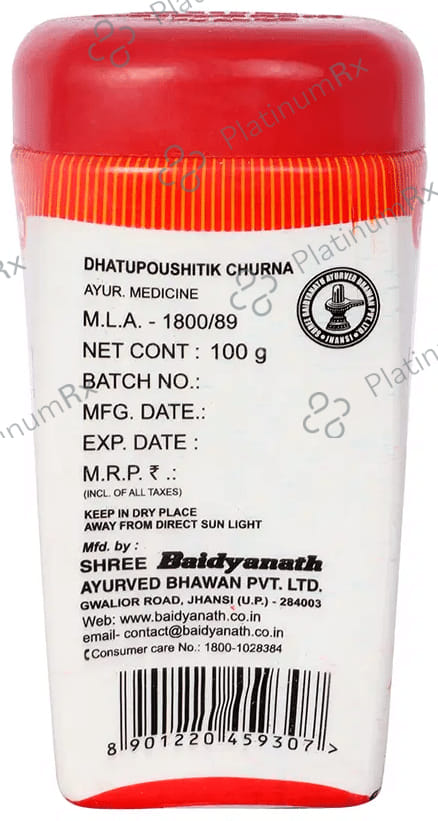 DHATUPOUSHITIK CHURNA
AYUR. MEDICINE
M.L.A. - 1800/89
NET CONT : 100 g
BATCH NO.:
MFG. DATE.:
EXP. DATE :
M.R.P. ₹ .:
(INCL. OF ALL TAXES)
KEEP IN DRY PLACE
AWAY FROM DIRECT SUN LIGHT
Mfd. by :
SHREE Baidyanath
AYURVED BHAWAN PVT. LTD.
GWALIOR ROAD, JHANSI (U.P.) - 284003
Web: www.baidyanath.co.in
email- contact@baidyanath.co.in
Consumer care No.: 1800-1028384
8 901220 459307 >
PlatinumRx
PlatinumRx
PlatinumRx